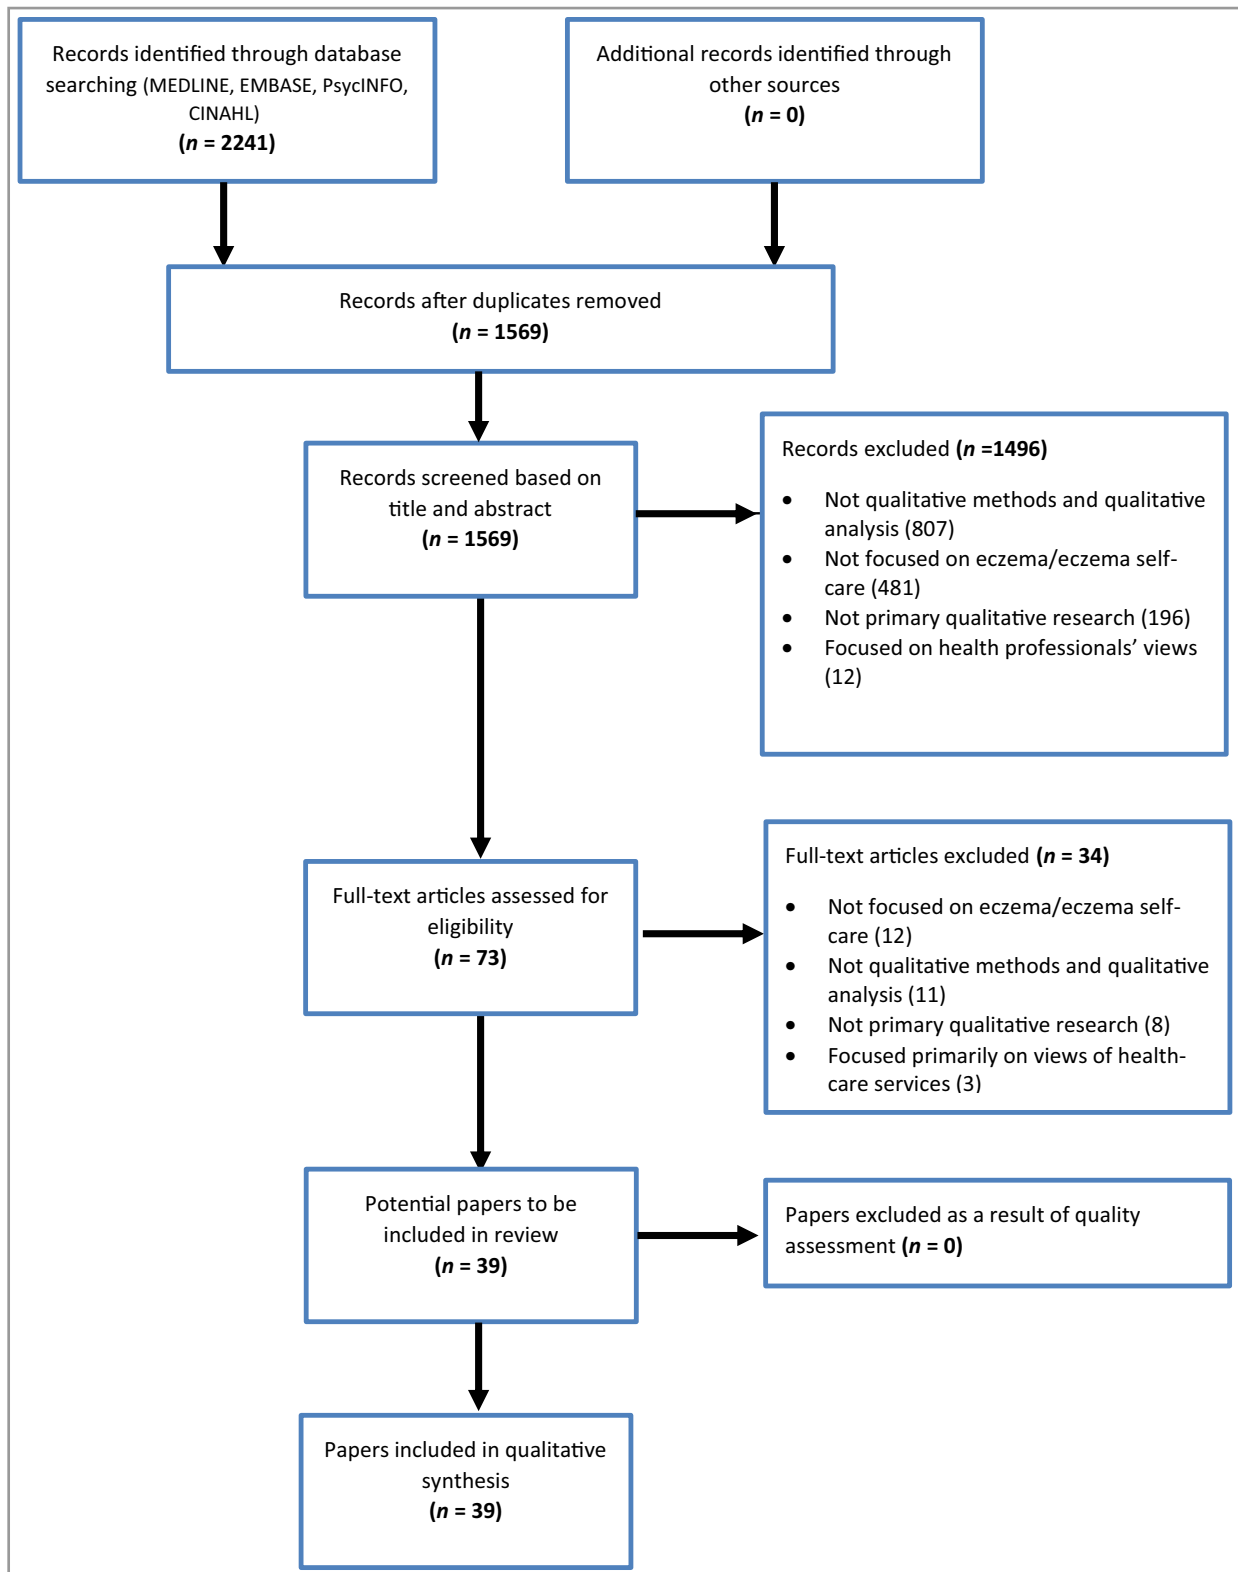 Records identified through database
searching (MEDLINE, EMBASE, PsycINFO,
CINAHL)
(n = 2241)
Additional records identified through
other sources
(n = 0)
Records after duplicates removed
(n = 1569)
Records screened based on
title and abstract
(n = 1569)
Records excluded (n =1496)
• Not qualitative methods and qualitative
analysis (807)
• Not focused on eczema/eczema self-
care (481)
• Not primary qualitative research (196)
• Focused on health professionals’ views
(12)
Full-text articles assessed for
eligibility
(n = 73)
Full-text articles excluded (n = 34)
• Not focused on eczema/eczema self-
care (12)
• Not qualitative methods and qualitative
analysis (11)
• Not primary qualitative research (8)
• Focused primarily on views of health-
care services (3)
Potential papers to be
included in review
(n = 39)
Papers excluded as a result of quality
assessment (n = 0)
Papers included in qualitative
synthesis
(n = 39)